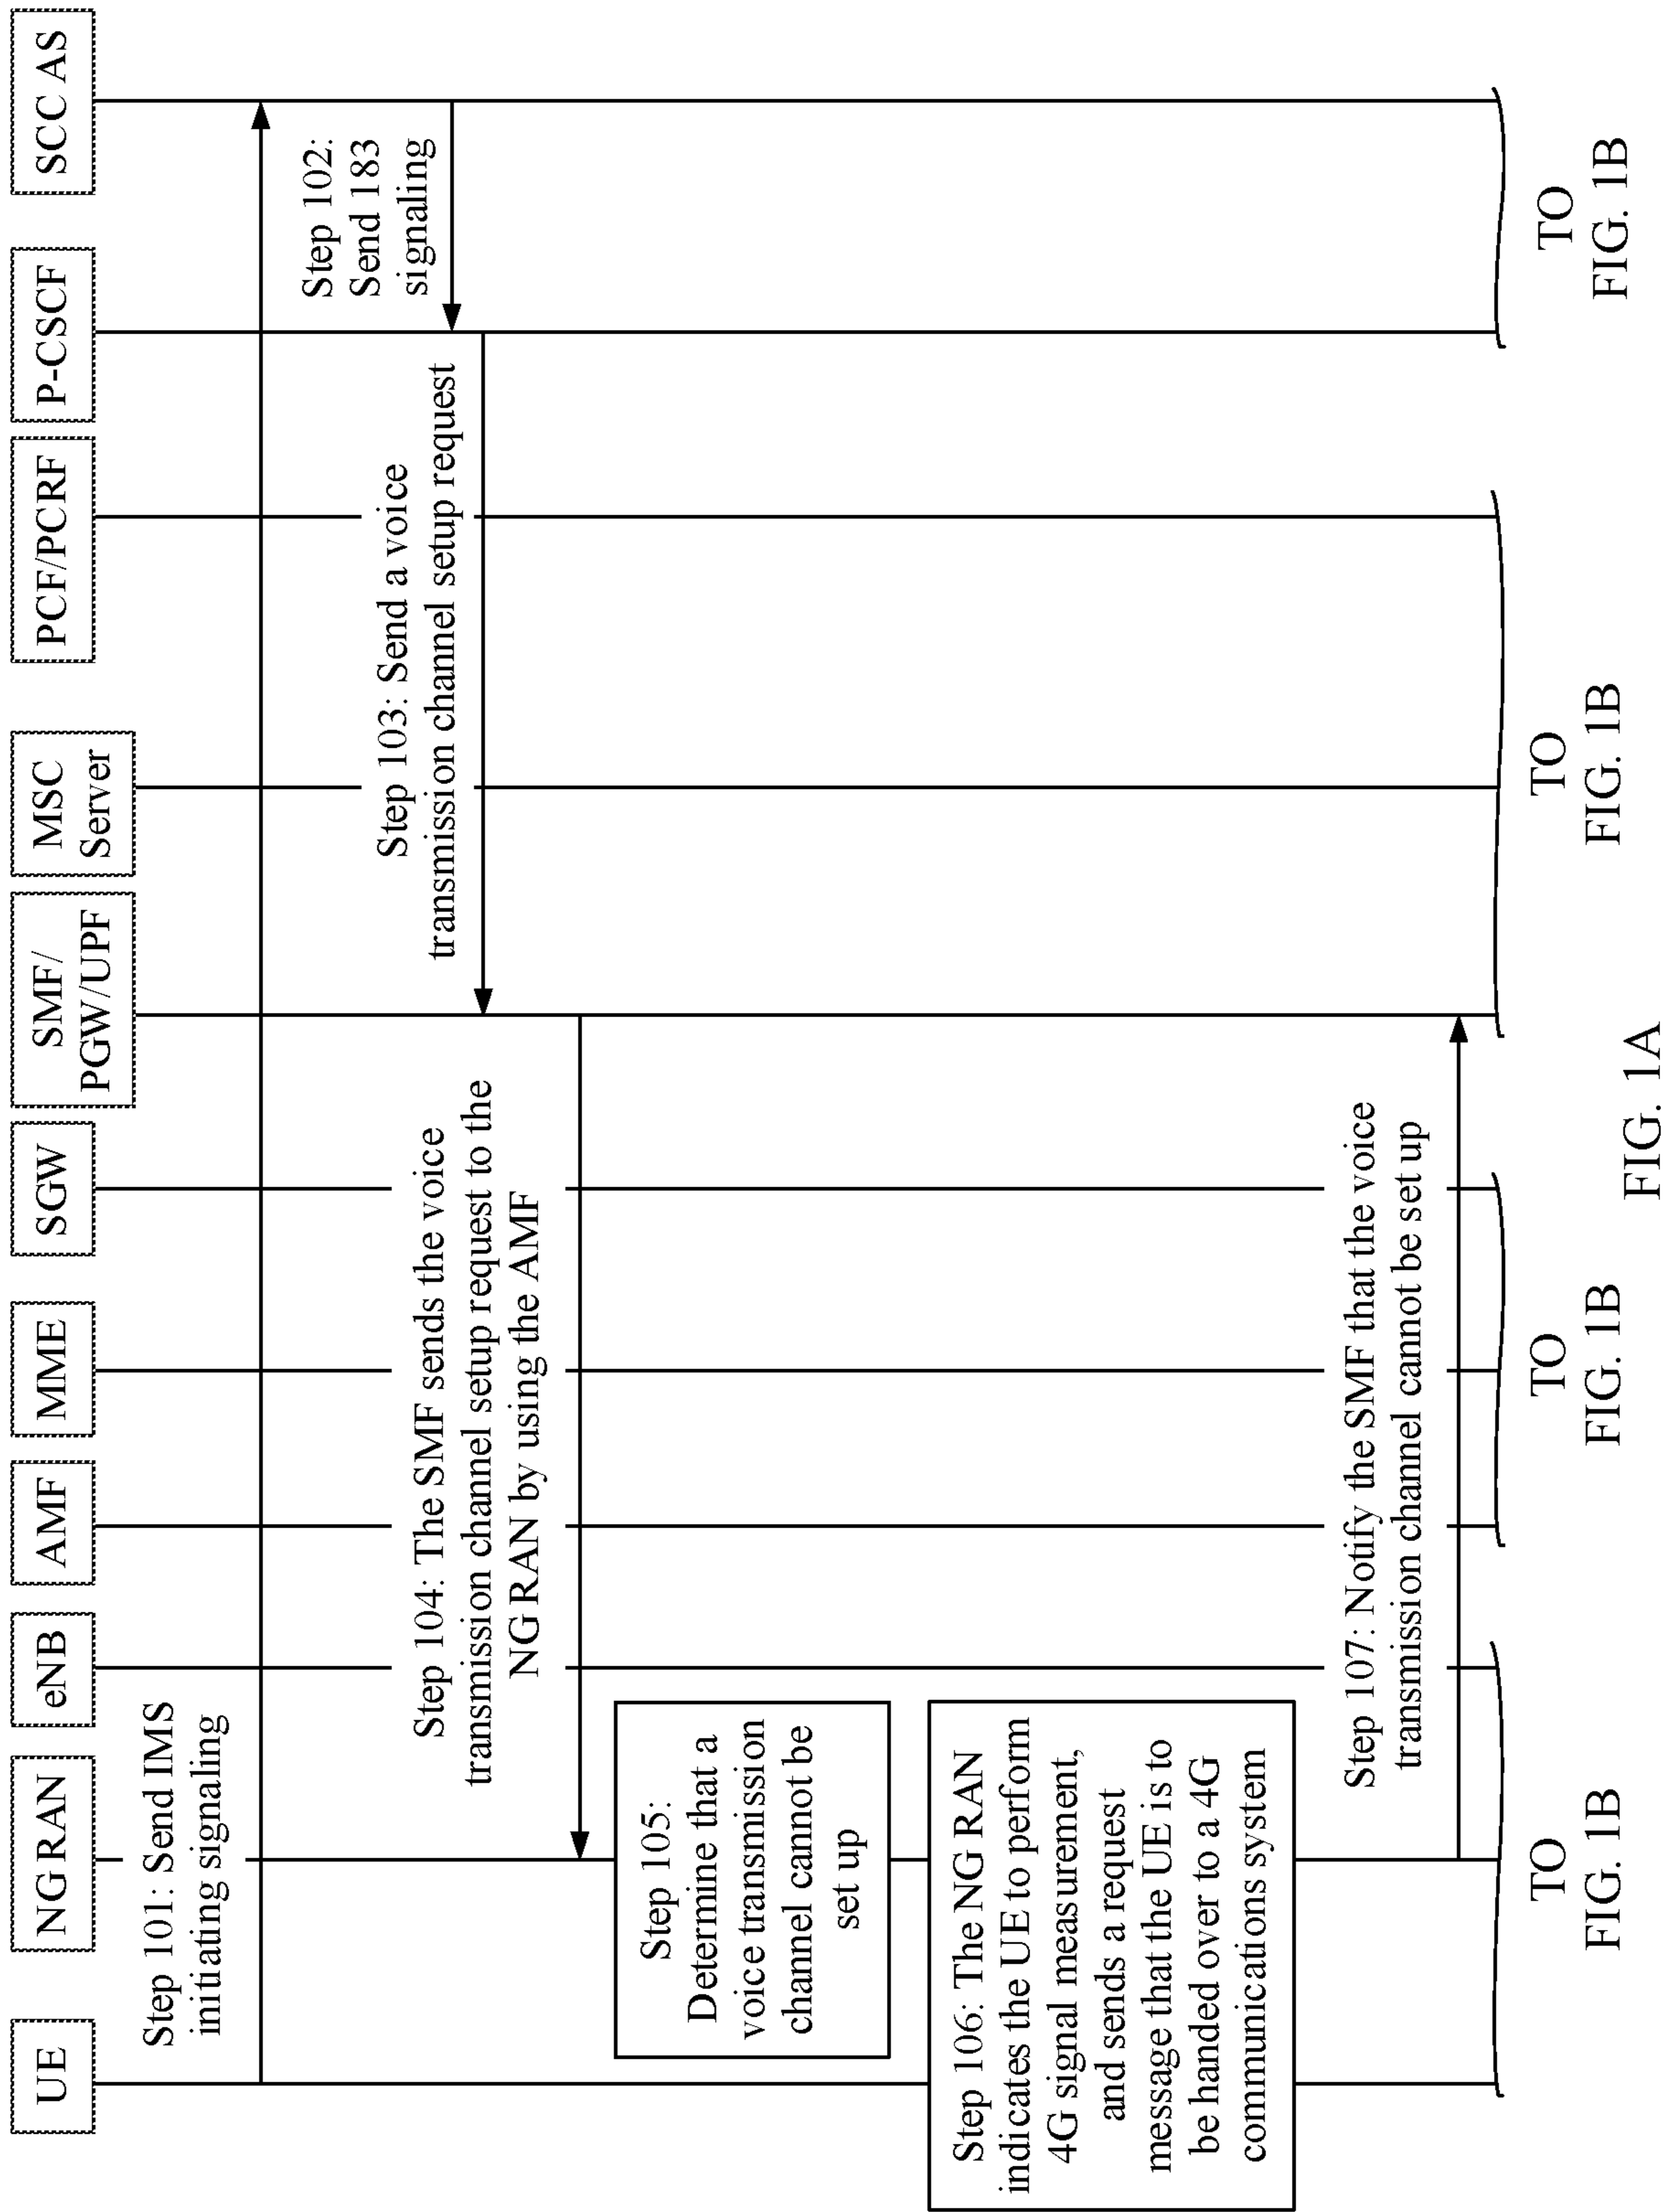 UE
NG RAN
eNB
AMF
MME
SGW
SMF/
PGW/UPF
MSC
Server
PCF/PCRF
P-CSCF
SCC AS
Step 101: Send IMS
initiating signaling
Step 102:
Send 183
signaling
Step 103: Send a voice
transmission channel setup request
Step 104: The SMF sends the voice
transmission channel setup request to the
NG RAN by using the AMF
Step 105:
Determine that a
voice transmission
channel cannot be
set up
Step 106: The NG RAN
indicates the UE to perform
4G signal measurement,
and sends a request
message that the UE is to
be handed over to a 4G
communications system
Step 107: Notify the SMF that the voice
transmission channel cannot be set up
TO
FIG. 1B
TO
FIG. 1B
TO
FIG. 1B
TO
FIG. 1B
FIG. 1A